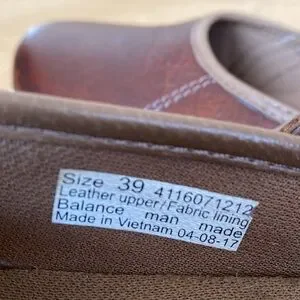 Size 39 4116071212
Leather upper/Fabric lining
Balance man made
Made in Vietnam 04-08-17